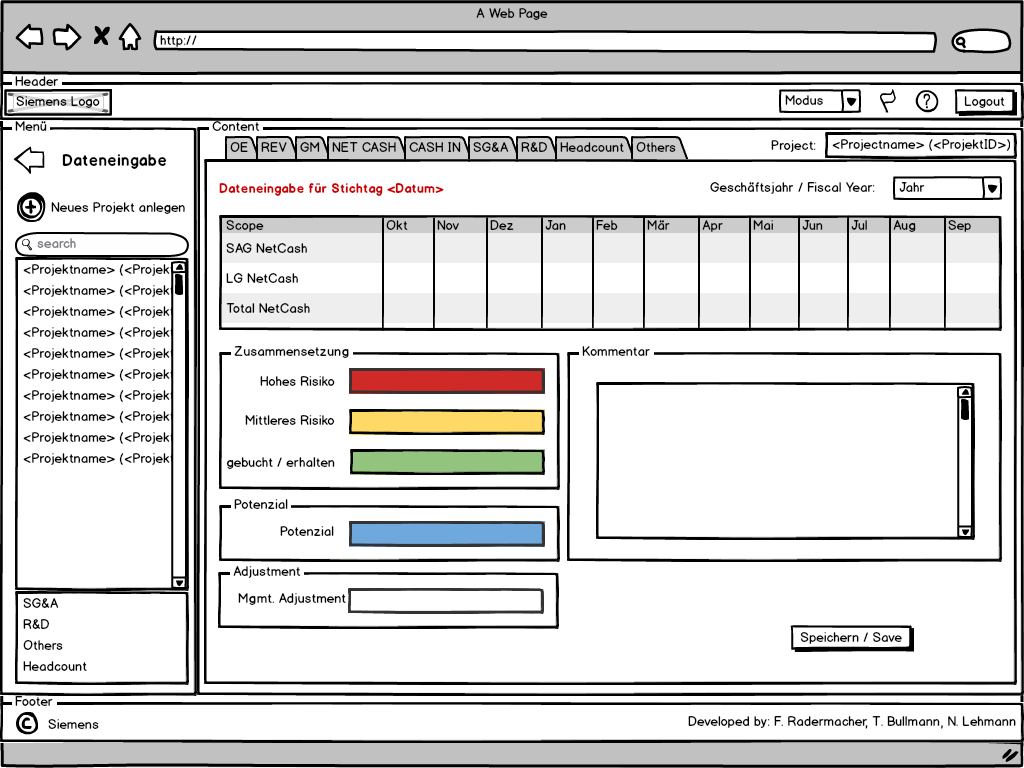 A Web Page
http://
Header
Siemens Logo
Modus
?
Logout
Menü
Dateneingabe
Neues Projekt anlegen
search
<Projektname> (<Projek
<Projektname> (<Projek
<Projektname> (<Projek
<Projektname> (<Projek
<Projektname> (<Projek
<Projektname> (<Projek
<Projektname> (<Projek
<Projektname> (<Projek
<Projektname> (<Projek
<Projektname> (<Projek
SG&A
R&D
Others
Headcount
Content
OE REV GM NET CASH CASH IN SG&A R&D Headcount Others
Project: <Projectname> (<ProjektID>)
Dateneingabe für Stichtag <Datum>
Geschäftsjahr / Fiscal Year: Jahr
Scope Okt Nov Dez Jan Feb Mär Apr Mai Jun Jul Aug Sep
SAG NetCash
LG NetCash
Total NetCash
Zusammensetzung
Hohes Risiko
Mittleres Risiko
gebucht / erhalten
Potenzial
Potenzial
Adjustment
Mgmt. Adjustment
Kommentar
Speichern / Save
Footer
© Siemens
Developed by: F. Radermacher, T. Bullmann, N. Lehmann